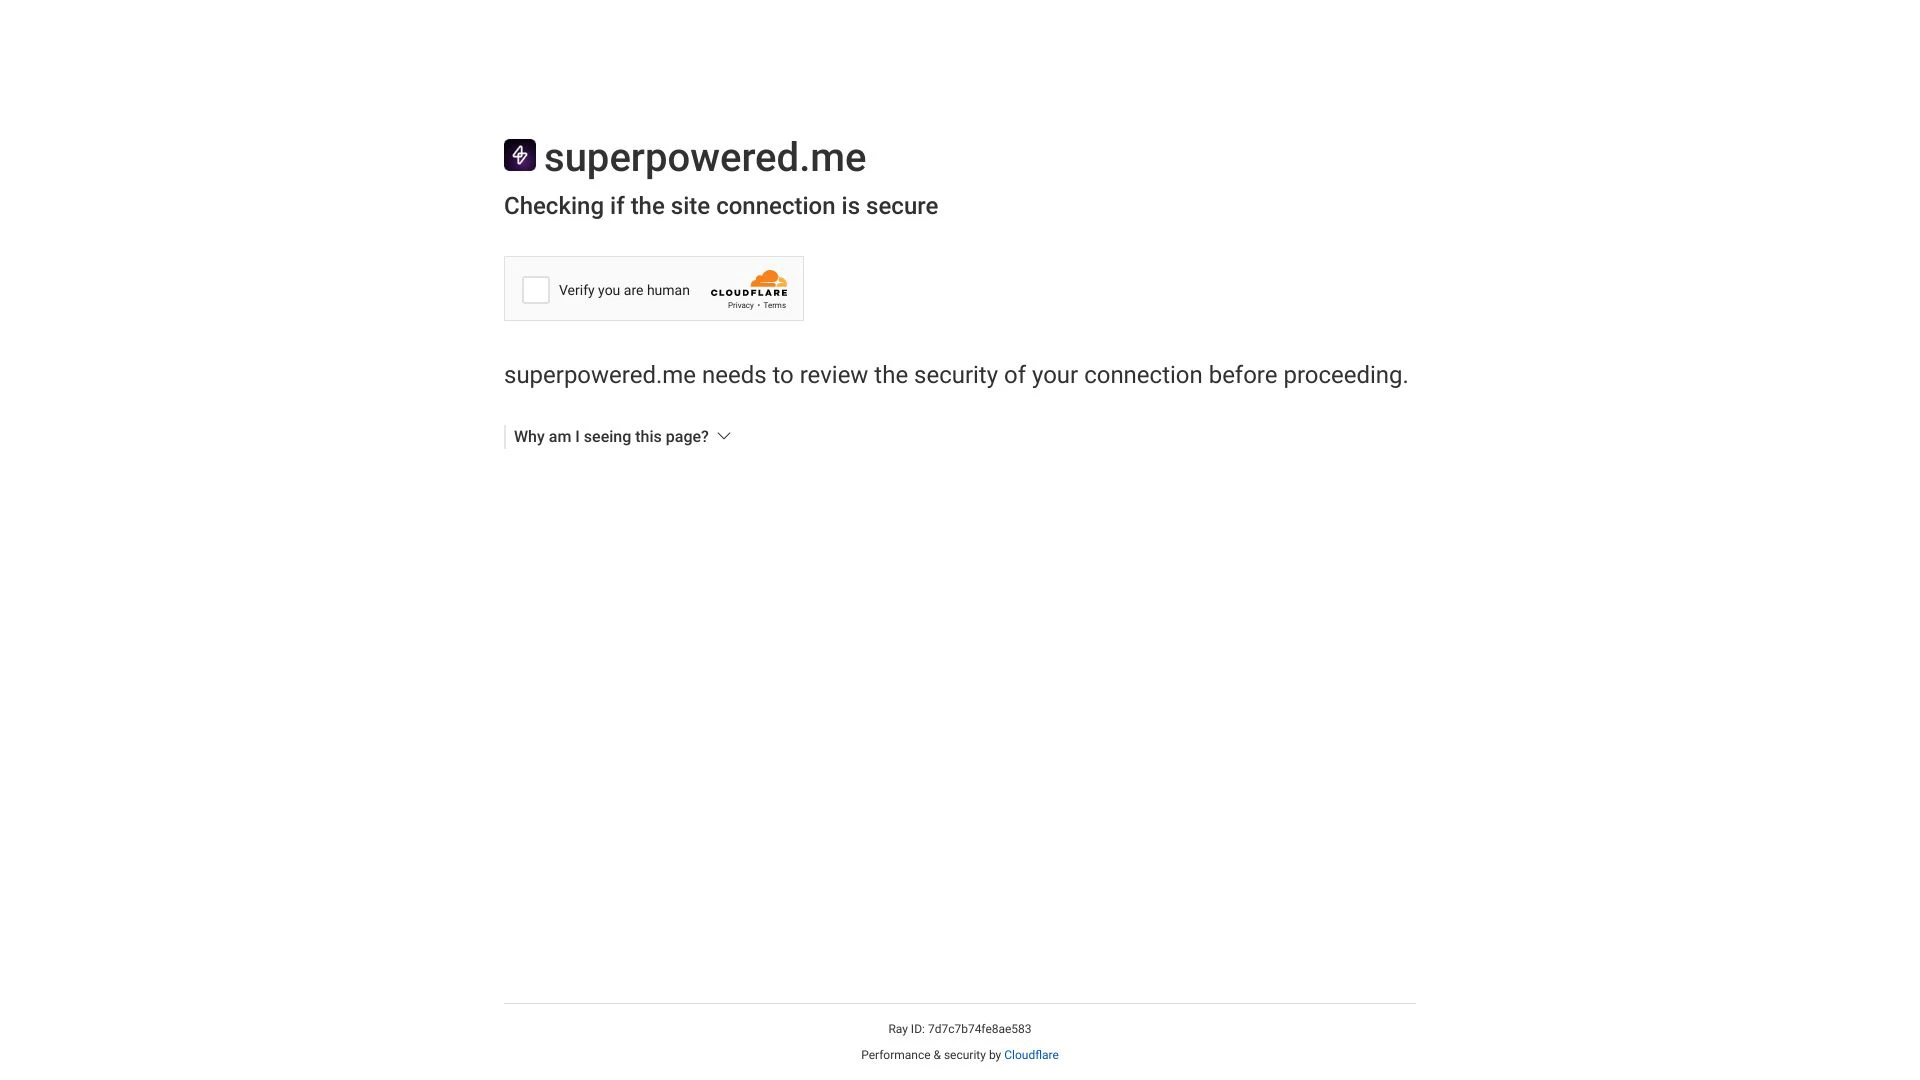 superpowered.me
Checking if the site connection is secure
Verify you are human
CLOUDFLARE
Privacy • Terms
superpowered.me needs to review the security of your connection before proceeding.
Why am I seeing this page?
Ray ID: 7d7c7b74fe8ae583
Performance & security by Cloudflare